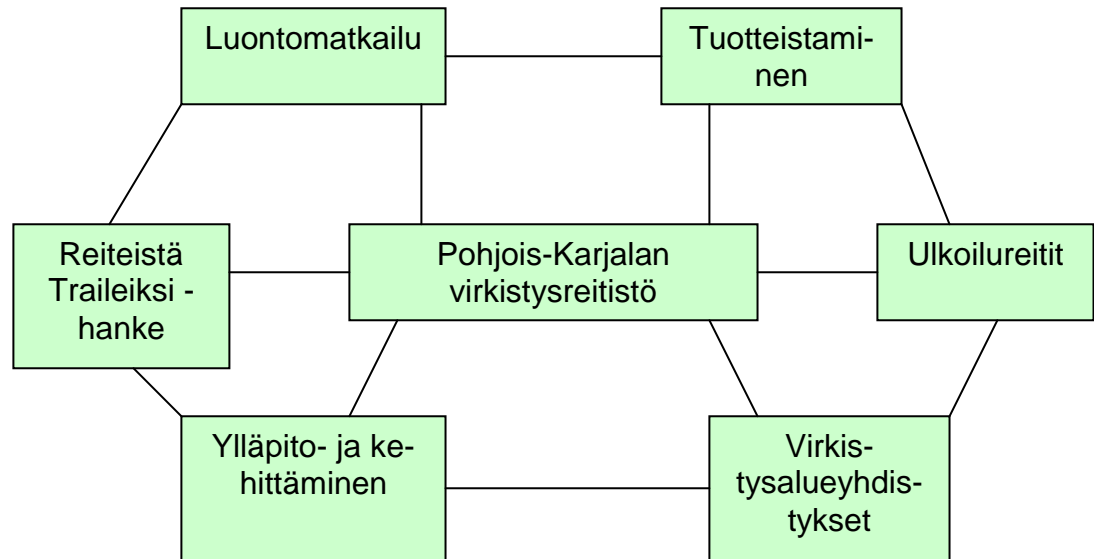 Luontomatkailu
Tuotteistami-
nen
Reiteistä
Traileiksi -
hanke
Pohjois-Karjalan
virkistysreitistö
Ulkoilureitit
Ylläpito- ja ke-
hittäminen
Virkis-
tysalueyhdis-
tykset